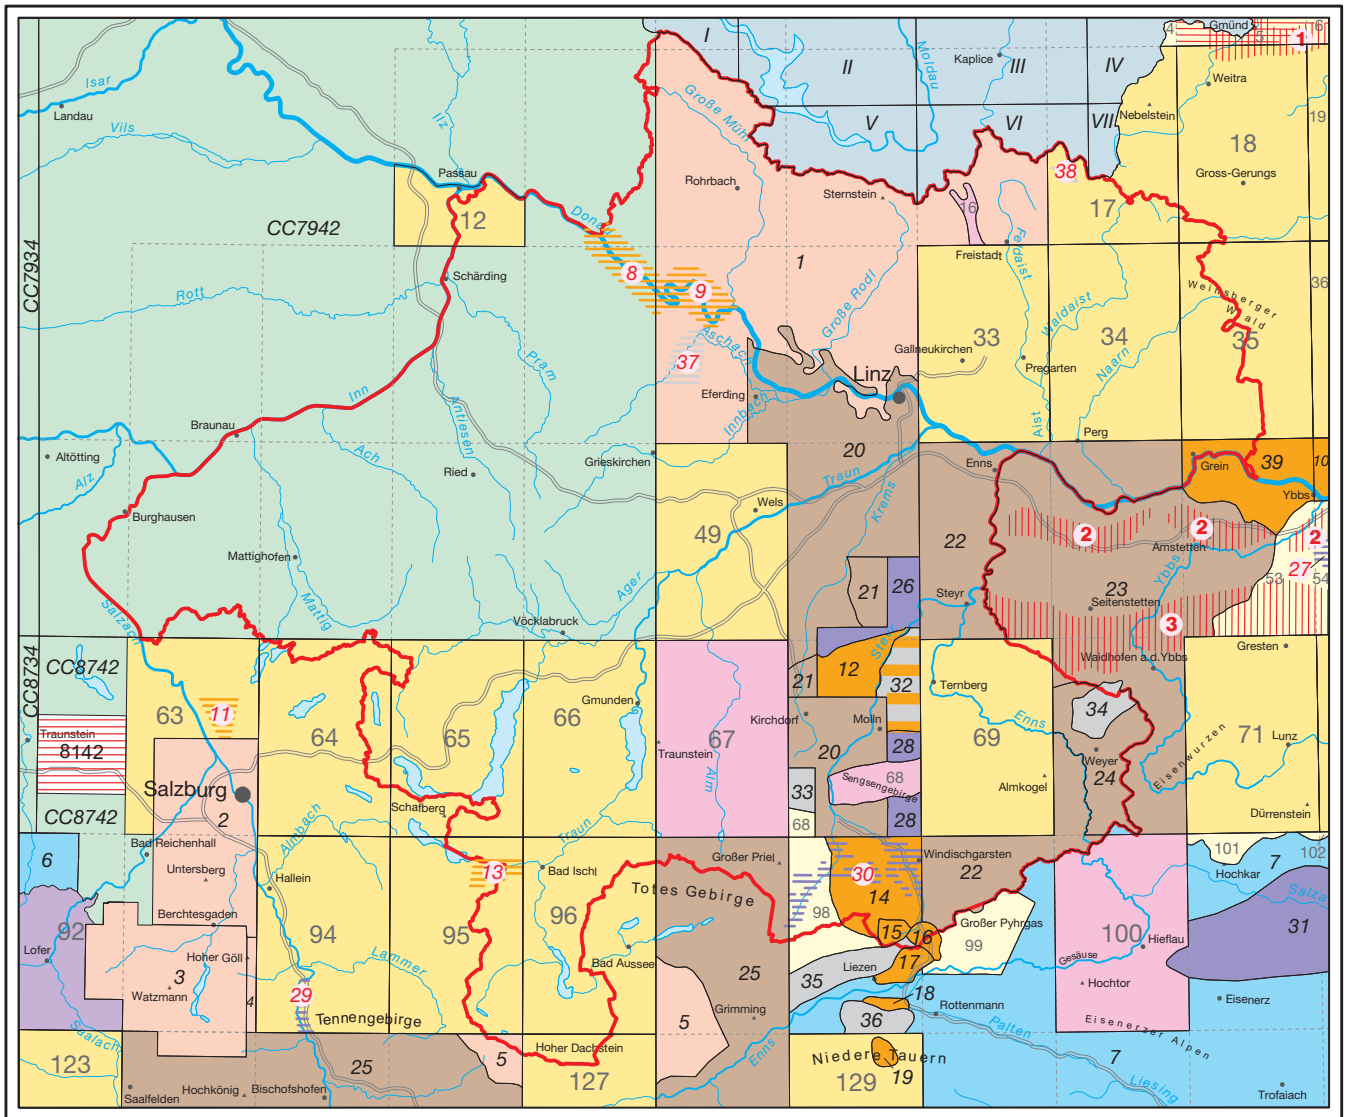 I
II
III
IV
V
VI
VII
4
Gmünd
5
6
1
Isar
Landau
Vils
Ilz
Moldau
Kaplice
Weitra
Nebelstein
19
18
Große Mühl
Passau
Rohrbach
Sternstein
38
Gross-Gerungs
16
17
12
CC7942
Donau
Feldaist
CC7934
Schärding
8
9
1
Freistadt
36
Rott
Große Rodl
Waldaist
Weinsberger
Wald
Aschach
33
34
35
37
Pram
Gallneukirchen
Pregarten
Naarn
Inn
Linz
Eferding
Innbach
Braunau
Antiesen
Aist
Perg
Altötting
Ach
Ried
Grieskirchen
20
Enns
Grein
39
10
Alz
Traun
Krems
Ybbs
Burghausen
Wels
49
22
2
2
2
Mattighofen
Amstetten
Ybbs
27
Mattig
Ager
21
26
23
53
54
Steyr
Seitenstetten
Salzach
Vöcklabruck
3
Steyr
CC8742
CC8734
Waidhofen a.d.Ybbs
Gresten
12
32
21
Ternberg
Gmunden
63
11
64
65
66
67
Kirchdorf
Molln
Enns
34
71
Lunz
Traunstein
8142
Traunstein
20
28
69
Eisenwurzen
Weyer
Alm
Sengsengebirge
68
Almkogel
24
Salzburg
33
Schafberg
CC8742
2
68
28
Dürrenstein
Almbach
Traun
6
Bad Reichenhall
Untersberg
Hallein
13
Bad Ischl
Großer Priel
Windischgarsten
101
102
7
Hochkar
30
22
Totes Gebirge
14
Salza
Berchtesgaden
98
92
94
95
96
15
16
Großer Pyhrgas
99
100
31
Lofer
Hoher Göll
Lammer
Bad Aussee
17
Hieflau
Gesäuse
3
Watzmann
4
29
25
Liezen
35
Hochtor
Eisenerz
18
Rottenmann
Grimming
5
36
Tennengebirge
Salach
Palten
Eisenerzer Alpen
Hoher Dachstein
Enns
123
25
5
127
Niedere Tauern
129
19
7
Liesing
Saalfelden
Hochkönig
Bischofshofen
Trofaiach